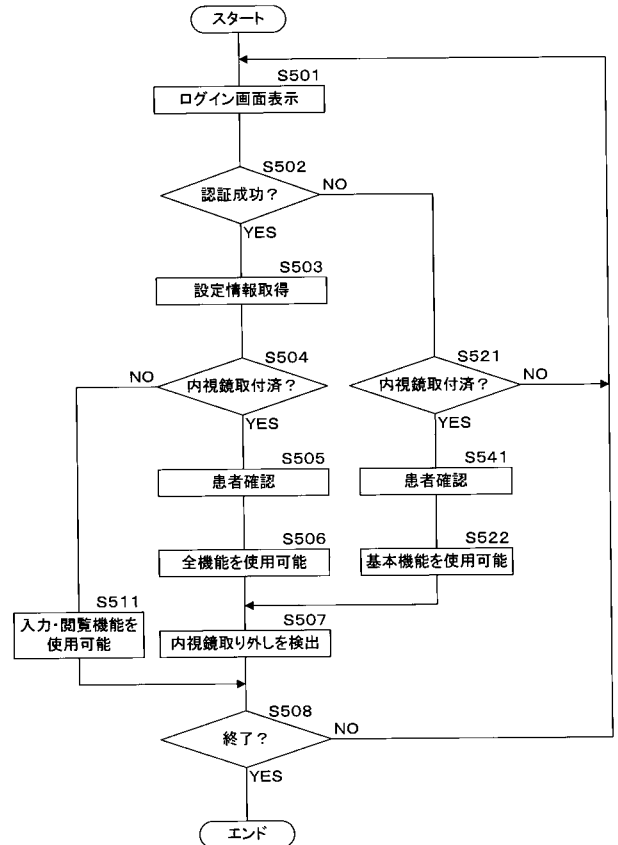 スタート
S501
ログイン画面表示
S502
認証成功？
NO
YES
S503
設定情報取得
S504
内視鏡取付済？
NO
YES
S521
内視鏡取付済？
NO
YES
S505
患者確認
S541
患者確認
S506
全機能を使用可能
S522
基本機能を使用可能
S511
入力・閲覧機能を
使用可能
S507
内視鏡取り外しを検出
S508
終了？
NO
YES
エンド